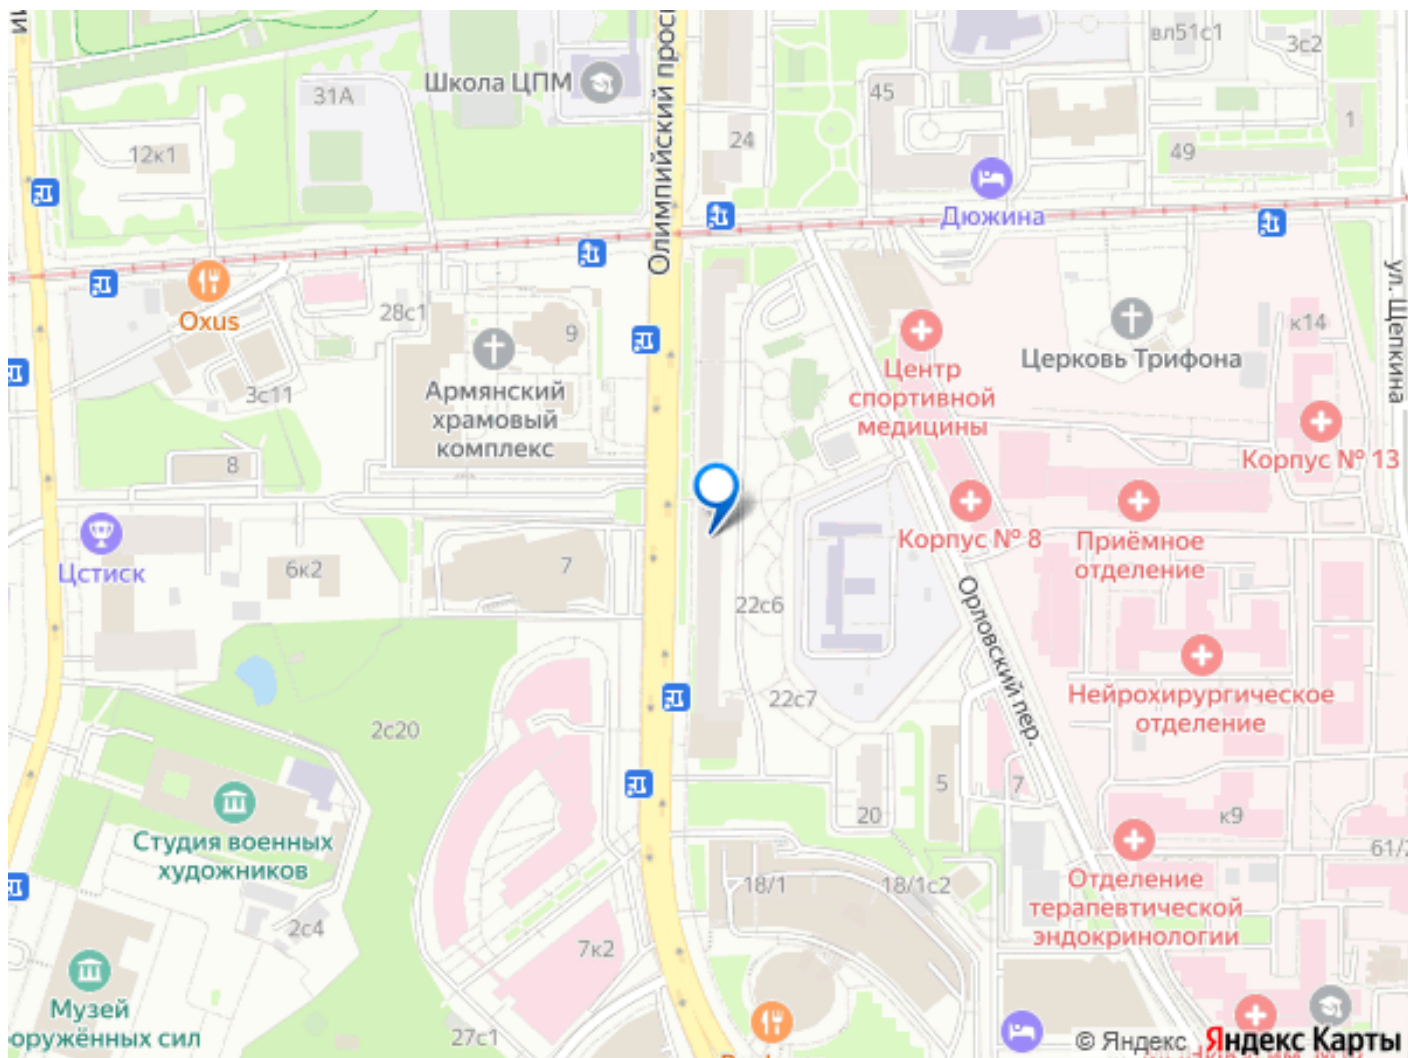 вл51с1
3с2
Школа ЦПМ
45
31А
1
24
12к1
49
Олимпийский прос
Дюжина
ул. Щепкина
Oxus
28с1
9
к14
Церковь Трифона
Центр
спортивной
медицины
Армянский
храмовый
комплекс
3с11
8
Корпус № 13
Корпус № 8
Приёмное
отделение
Цстиск
6к2
7
22с6
Орловский пер.
22с7
Нейрохирургическое
отделение
2с20
5
7
20
к9
Студия военных
художников
61/2
18/1
18/1с2
Отделение
терапевтической
эндокринологии
2с4
7к2
Музей
оружённых сил
27с1
© Яндекс Яндекс Карты